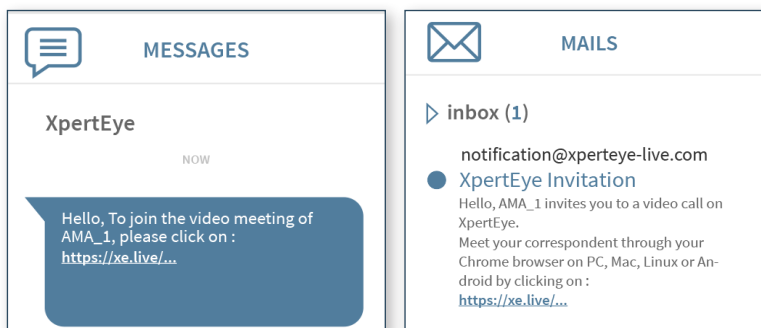 MESSAGES
XpertEye
NOW
Hello, To join the video meeting of
AMA_1, please click on :
https://xe.live/...
MAILS
inbox (1)
notification@xperteye-live.com
XpertEye Invitation
Hello, AMA_1 invites you to a video call on
XpertEye.
Meet your correspondent through your
Chrome browser on PC, Mac, Linux or An-
droid by clicking on :
https://xe.live/...